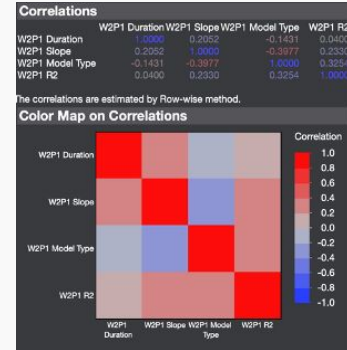 Correlations
W2P1 Duration W2P1 Slope W2P1 Model Type W2P1 R2
W2P1 Duration 1.0000 0.2052 -0.1431 0.0400
W2P1 Slope 0.2052 1.0000 -0.3977 0.2330
W2P1 Model Type -0.1431 -0.3977 1.0000 0.3254
W2P1 R2 0.0400 0.2330 0.3254 1.0000
The correlations are estimated by Row-wise method.
Color Map on Correlations
Correlation
1.0
0.8
0.6
0.4
0.2
0.0
-0.2
-0.4
-0.6
-0.8
-1.0
W2P1 Duration
W2P1 Slope
W2P1 Model Type
W2P1 R2
W2P1 Duration
W2P1 Slope
W2P1 Model Type
W2P1 R2